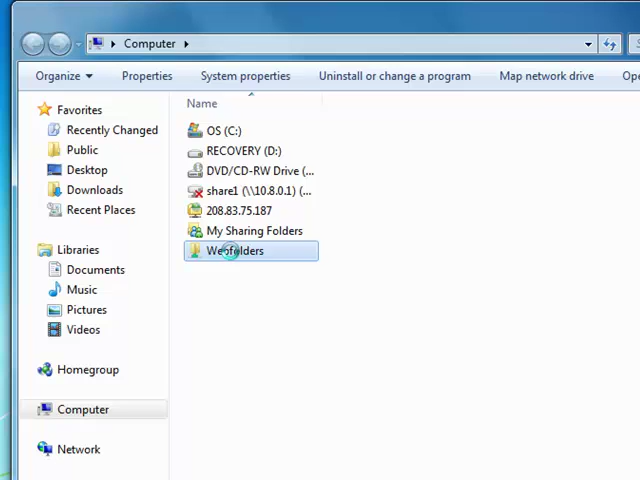 Computer
Organize Properties System properties Uninstall or change a program Map network drive
Favorites
Recently Changed
Public
Desktop
Downloads
Recent Places
Libraries
Documents
Music
Pictures
Videos
Homegroup
Computer
Network
Name
OS (C:)
RECOVERY (D:)
DVD/CD-RW Drive (...
share1 (\\10.8.0.1) (...
208.83.75.187
My Sharing Folders
Webfolders